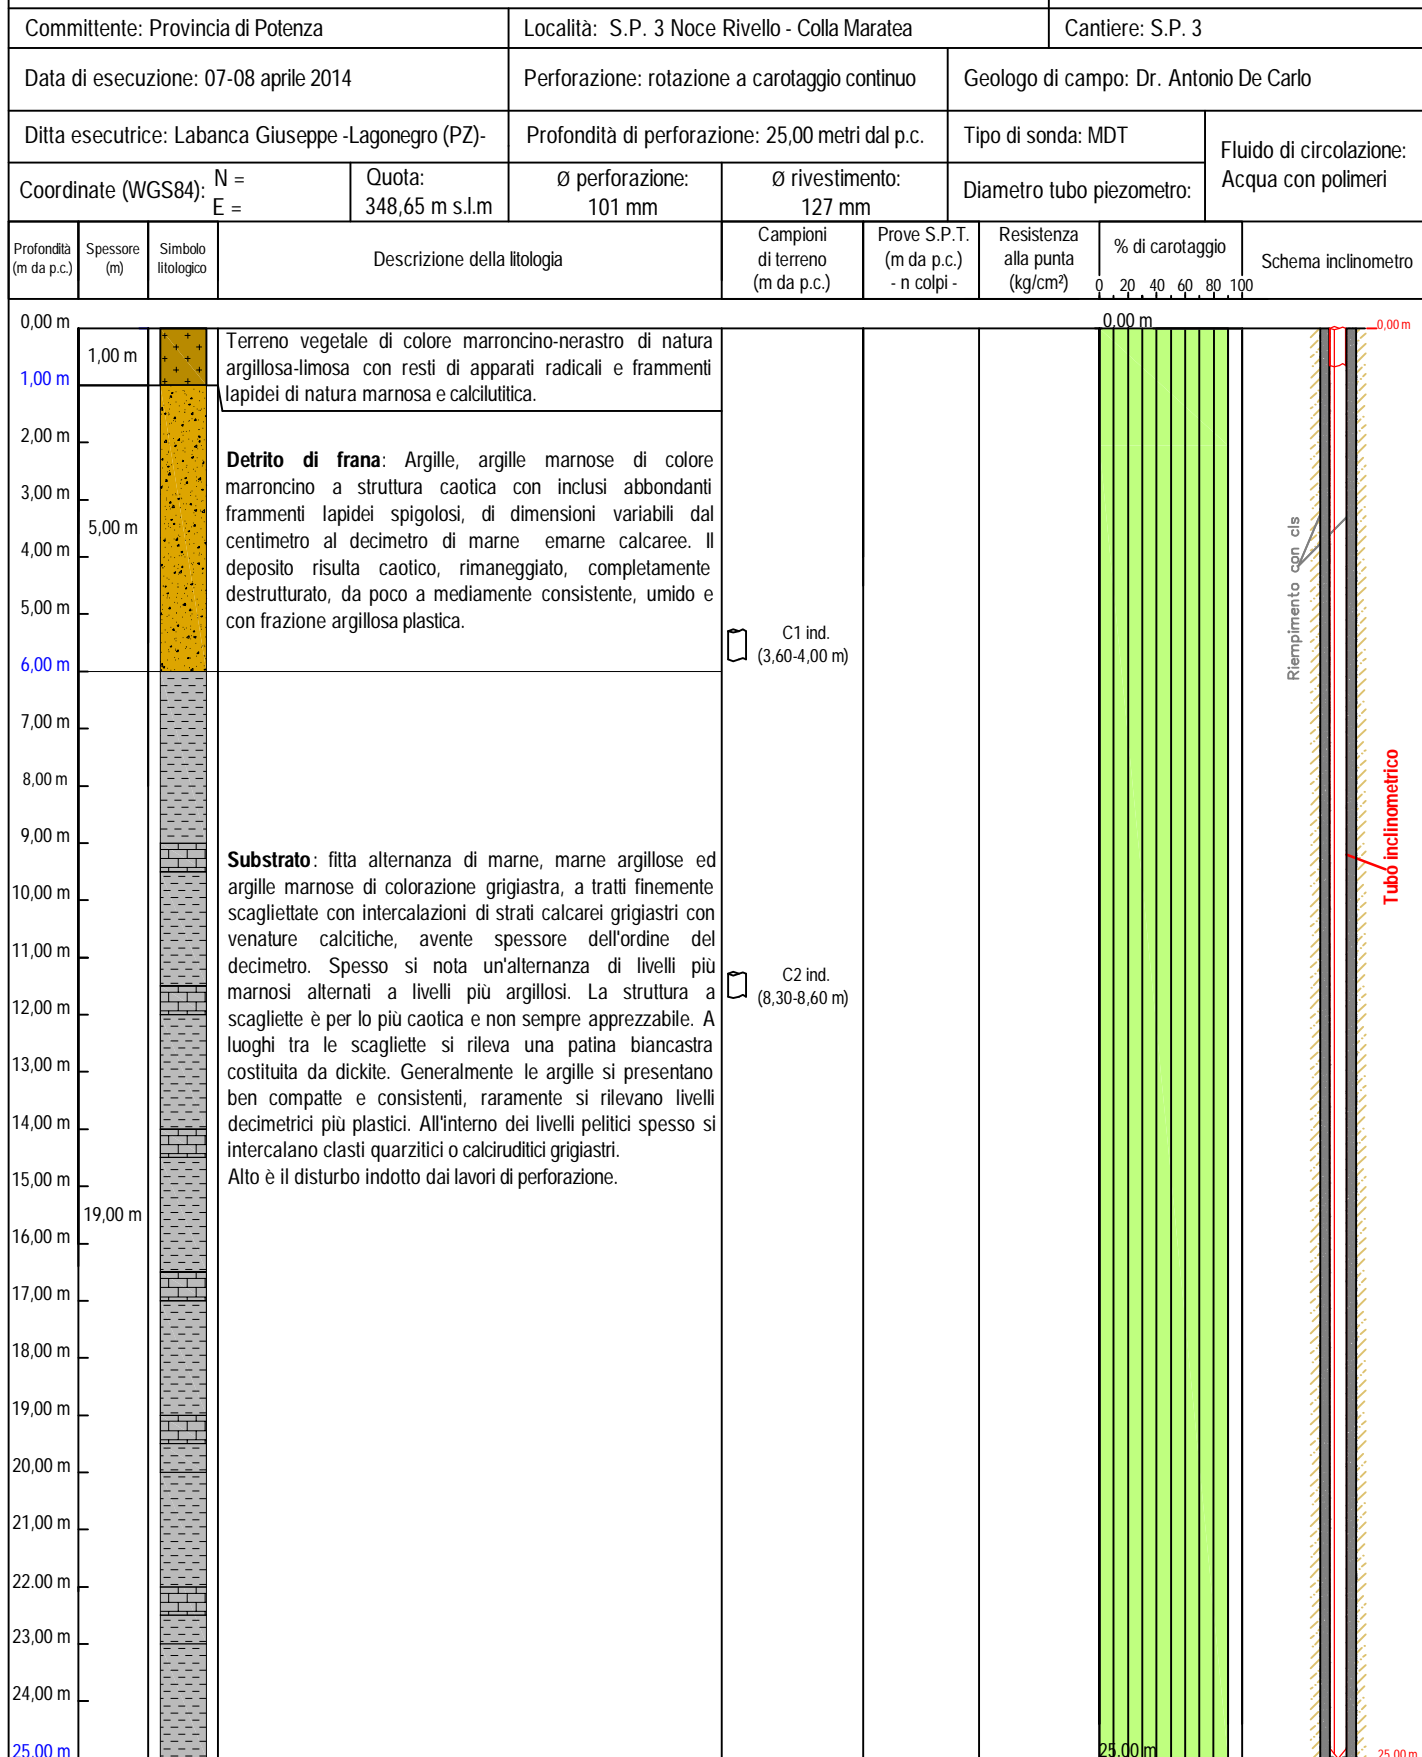 Committente: Provincia di Potenza
Località: S.P. 3 Noce Rivello - Colla Maratea
Cantiere: S.P. 3
Data di esecuzione: 07-08 aprile 2014
Perforazione: rotazione a carotaggio continuo
Geologo di campo: Dr. Antonio De Carlo
Ditta esecutrice: Labanca Giuseppe -Lagonegro (PZ)-
Profondità di perforazione: 25,00 metri dal p.c.
Tipo di sonda: MDT
Fluido di circolazione:
Acqua con polimeri
Coordinate (WGS84):
N =
E =
Quota:
348,65 m s.l.m
Ø perforazione:
101 mm
Ø rivestimento:
127 mm
Diametro tubo piezometro:
Profondità
(m da p.c.)
Spessore
(m)
Simbolo
litologico
Descrizione della litologia
Campioni
di terreno
(m da p.c.)
Prove S.P.T.
(m da p.c.)
- n colpi -
Resistenza
alla punta
(kg/cm²)
% di carotaggio
0 20 40 60 80 100
Schema inclinometro
0,00 m
1,00 m
1,00 m
Terreno vegetale di colore marroncino-nerastro di natura
argillosa-limosa con resti di apparati radicali e frammenti
lapidei di natura marnosa e calcilutitica.
0,00 m
0,00 m
2,00 m
3,00 m
5,00 m
4,00 m
5,00 m
6,00 m
Detrito di frana: Argille, argille marnose di colore
marroncino a struttura caotica con inclusi abbondanti
frammenti lapidei spigolosi, di dimensioni variabili dal
centimetro al decimetro di marne emarne calcaree. Il
deposito risulta caotico, rimaneggiato, completamente
destrutturato, da poco a mediamente consistente, umido e
con frazione argillosa plastica.
C1 ind.
(3,60-4,00 m)
Riempimento con cls
7,00 m
8,00 m
9,00 m
10,00 m
11,00 m
12,00 m
13,00 m
14,00 m
15,00 m
19,00 m
16,00 m
17,00 m
18,00 m
19,00 m
20,00 m
21,00 m
22.00 m
23,00 m
24,00 m
25,00 m
Substrato: fitta alternanza di marne, marne argillose ed
argille marnose di colorazione grigiastra, a tratti finemente
scagliettate con intercalazioni di strati calcarei grigiastri con
venature calcitiche, avente spessore dell'ordine del
decimetro. Spesso si nota un'alternanza di livelli più
marnosi alternati a livelli più argillosi. La struttura a
scagliette è per lo più caotica e non sempre apprezzabile. A
luoghi tra le scagliette si rileva una patina biancastra
costituita da dickite. Generalmente le argille si presentano
ben compatte e consistenti, raramente si rilevano livelli
decimetrici più plastici. All'interno dei livelli pelitici spesso si
intercalano clasti quarzitici o calciruditici grigiastri.
Alto è il disturbo indotto dai lavori di perforazione.
C2 ind.
(8,30-8,60 m)
Tubo inclinometrico
25,00 m
25,00 m